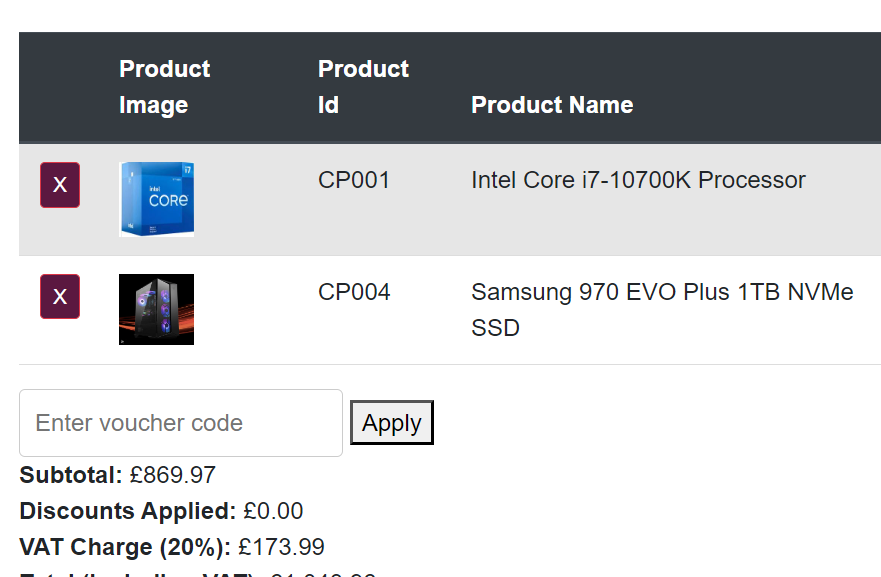 Product Image
Product Id
Product Name
X
i7
intel
CORE
CP001
Intel Core i7-10700K Processor
X
CP004
Samsung 970 EVO Plus 1TB NVMe
SSD
Enter voucher code
Apply
Subtotal: £869.97
Discounts Applied: £0.00
VAT Charge (20%): £173.99